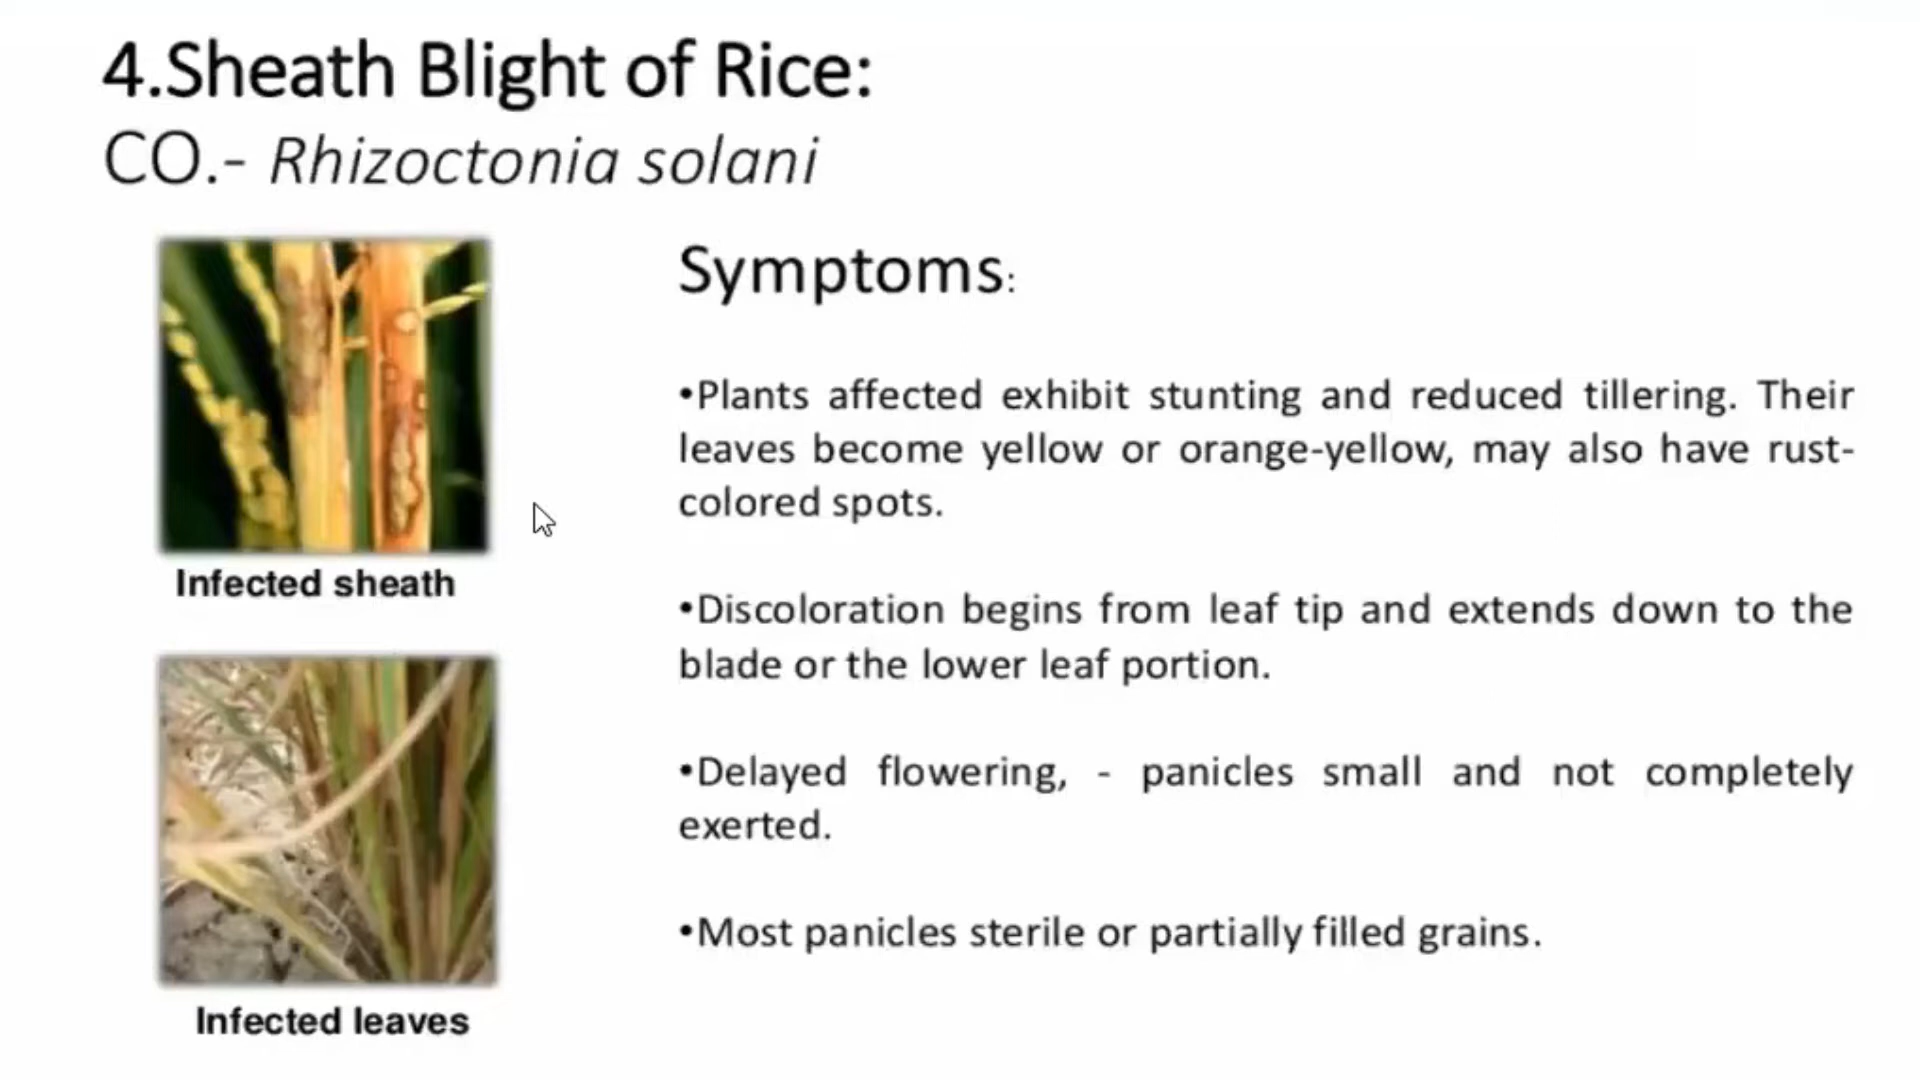 4.Sheath Blight of Rice:
CO.- Rhizoctonia solani
Infected sheath
Infected leaves
Symptoms:
•Plants affected exhibit stunting and reduced tillering. Their
leaves become yellow or orange-yellow, may also have rust-
colored spots.
•Discoloration begins from leaf tip and extends down to the
blade or the lower leaf portion.
•Delayed flowering, - panicles small and not completely
exerted.
•Most panicles sterile or partially filled grains.